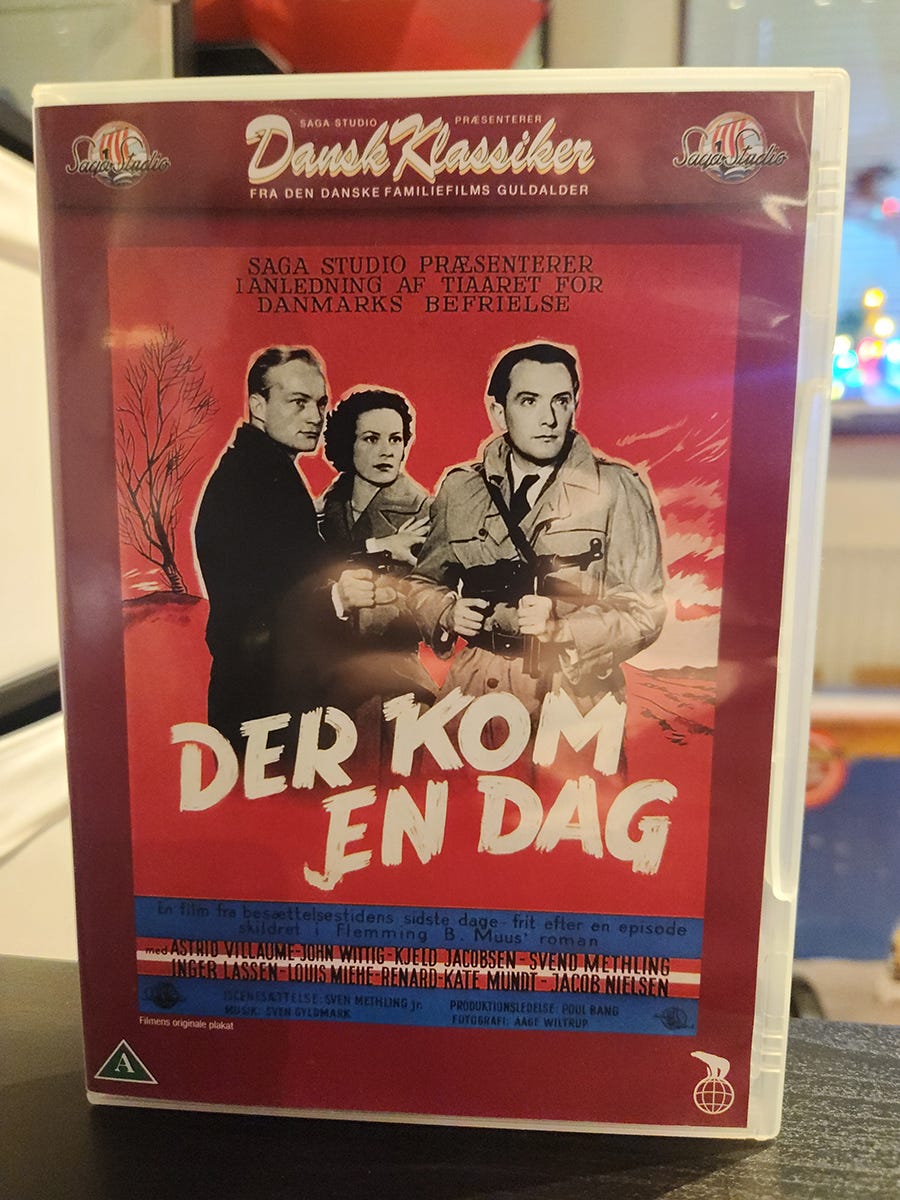 SAGA STUDIO PRÆSENTERER
Dansk Klassiker
FRA DEN DANSKE FAMILIEFILMS GULDALDER
Saga Studio
Saga Studio
SAGA STUDIO PRÆSENTERER
I ANLEDNING AF TIAARET FOR
DANMARKS BEFRIELSE
DER KOM
EN DAG
En film fra besættelsestidens sidste dage - frit efter en episode
skildret i Flemming B. Muus' roman
med ASTRID VILLAUME - JOHN WITTIG - KJELD JACOBSEN - SVEND METHLING
INGER LASSEN - LOUIS MIEHE-RENARD - KATE MUNDT - JACOB NIELSEN
ISCENESÆTTELSE: SVEN METHLING jr.
MUSIK: SVEN GYLDMARK
PRODUKTIONSLEDELSE: POUL BANG
FOTOGRAFI: AAGE WILTRUP
Filmens originale plakat
A